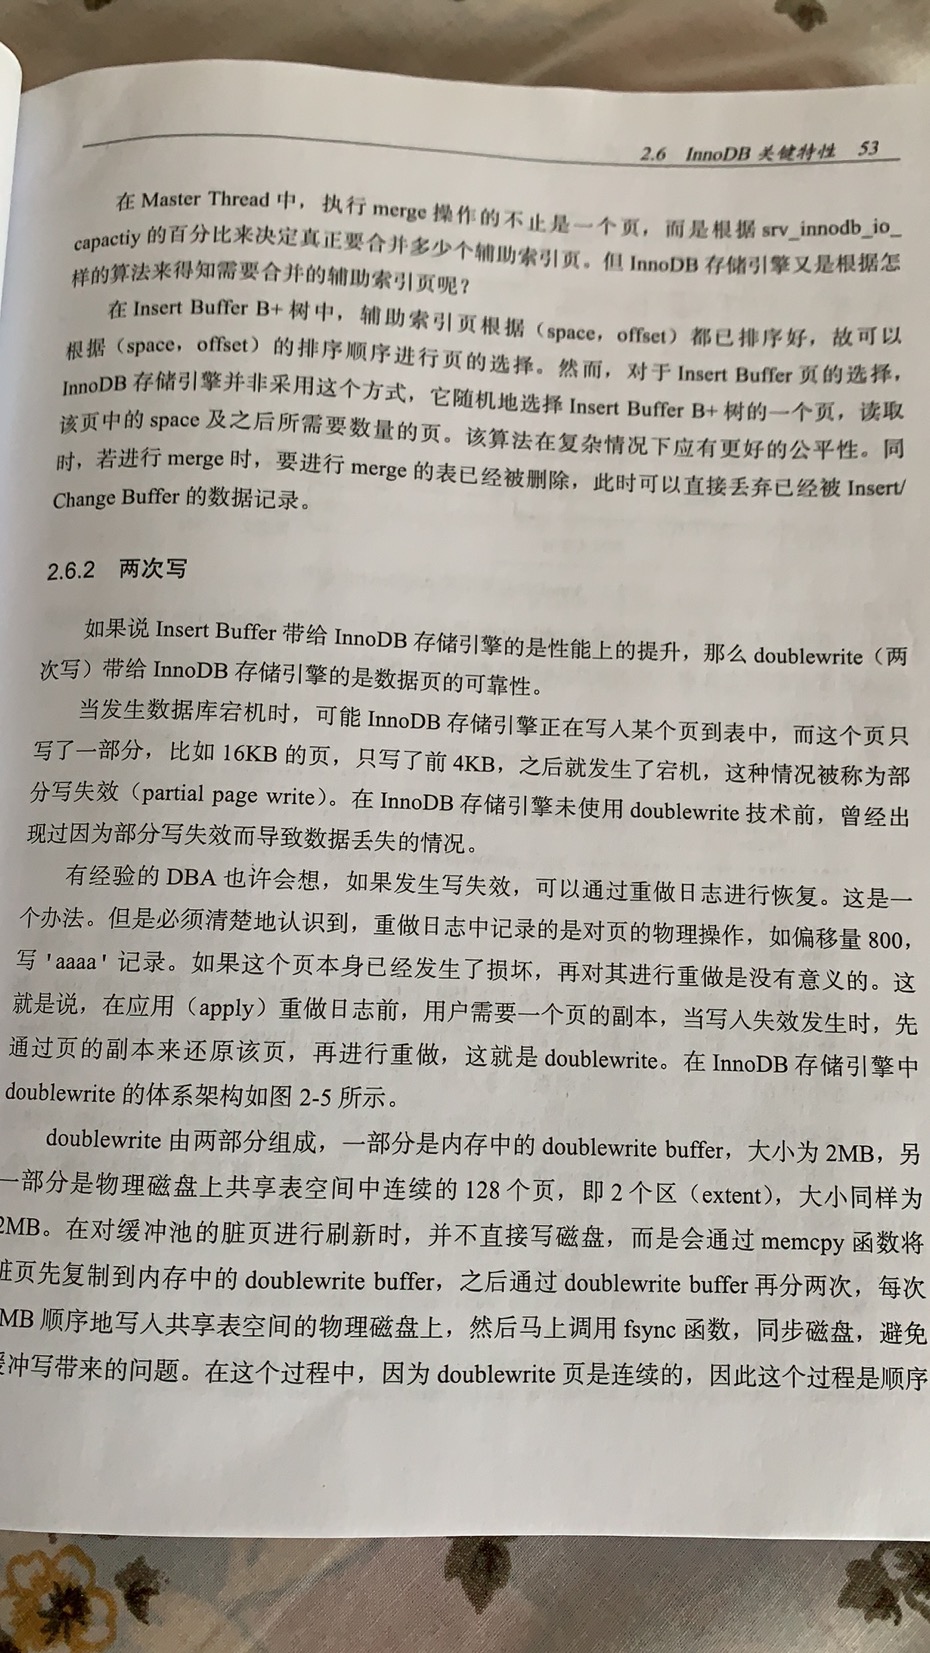 2.6 InnoDB 关键特性 53
在 Master Thread 中，执行 merge 操作的不止是一个页，而是根据 srv_innodb_io_
capactiy 的百分比来决定真正要合并多少个辅助索引页。但 InnoDB 存储引擎又是根据怎
样的算法来得知需要合并的辅助索引页呢？
在 Insert Buffer B+ 树中，辅助索引页根据（space，offset）都已排序好，故可以
根据（space，offset）的排序顺序进行页的选择。然而，对于 Insert Buffer 页的选择，
InnoDB 存储引擎并非采用这个方式，它随机地选择 Insert Buffer B+ 树的一个页，读取
该页中的 space 及之后所需要数量的页。该算法在复杂情况下应有更好的公平性。同
时，若进行 merge 时，要进行 merge 的表已经被删除，此时可以直接丢弃已经被 Insert/
Change Buffer 的数据记录。
2.6.2 两次写
如果说 Insert Buffer 带给 InnoDB 存储引擎的是性能上的提升，那么 doublewrite（两
次写）带给 InnoDB 存储引擎的是数据页的可靠性。
当发生数据库宕机时，可能 InnoDB 存储引擎正在写入某个页到表中，而这个页只
写了一部分，比如 16KB 的页，只写了前 4KB，之后就发生了宕机，这种情况被称为部
分写失效（partial page write）。在 InnoDB 存储引擎未使用 doublewrite 技术前，曾经出
现过因为部分写失效而导致数据丢失的情况。
有经验的 DBA 也许会想，如果发生写失效，可以通过重做日志进行恢复。这是一
个办法。但是必须清楚地认识到，重做日志中记录的是对页的物理操作，如偏移量 800，
写 'aaaa' 记录。如果这个页本身已经发生了损坏，再对其进行重做是没有意义的。这
就是说，在应用（apply）重做日志前，用户需要一个页的副本，当写入失效发生时，先
通过页的副本来还原该页，再进行重做，这就是 doublewrite。在 InnoDB 存储引擎中
doublewrite 的体系架构如图 2-5 所示。
doublewrite 由两部分组成，一部分是内存中的 doublewrite buffer，大小为 2MB，另
一部分是物理磁盘上共享表空间中连续的 128 个页，即 2 个区（extent），大小同样为
2MB。在对缓冲池的脏页进行刷新时，并不直接写磁盘，而是会通过 memcpy 函数将
脏页先复制到内存中的 doublewrite buffer，之后通过 doublewrite buffer 再分两次，每次
MB 顺序地写入共享表空间的物理磁盘上，然后马上调用 fsync 函数，同步磁盘，避免
冲写带来的问题。在这个过程中，因为 doublewrite 页是连续的，因此这个过程是顺序